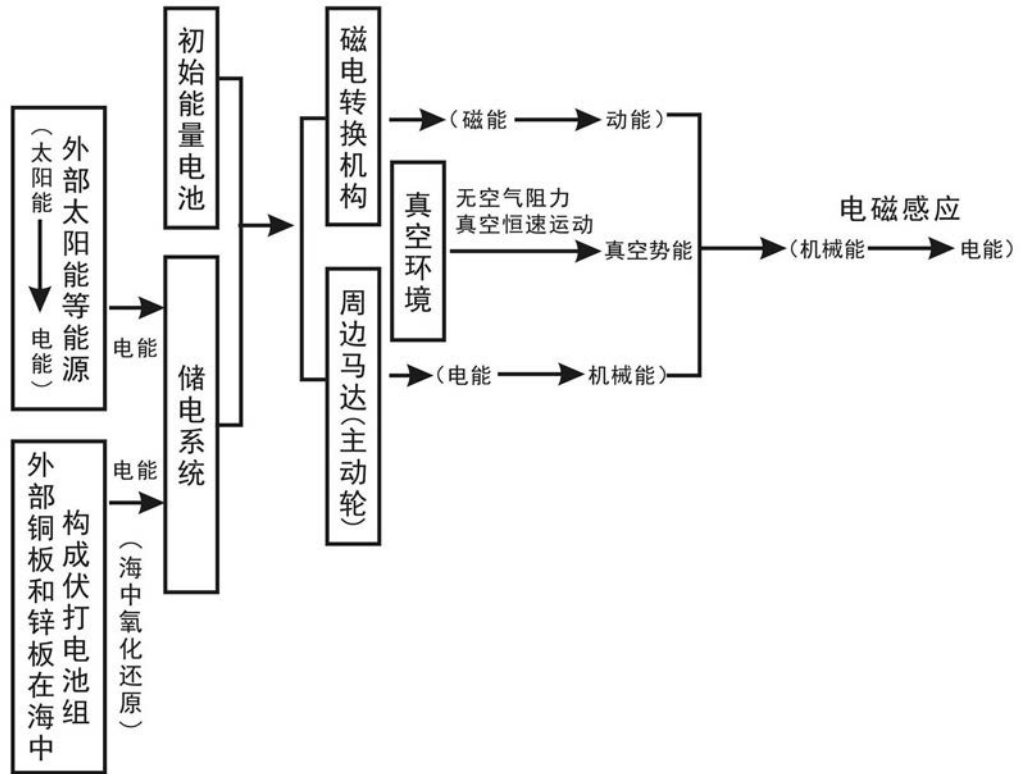 外部太阳能等能源
（太阳能
电能）
电能
外部铜板和锌板在海中
构成伏打电池组
电能
（海中氧化还原）
初始能量电池
储电系统
磁电转换机构
（磁能
动能）
真空环境
无空气阻力
真空恒速运动
真空势能
周边马达（主动轮）
（电能
机械能）
电磁感应
（机械能
电能）